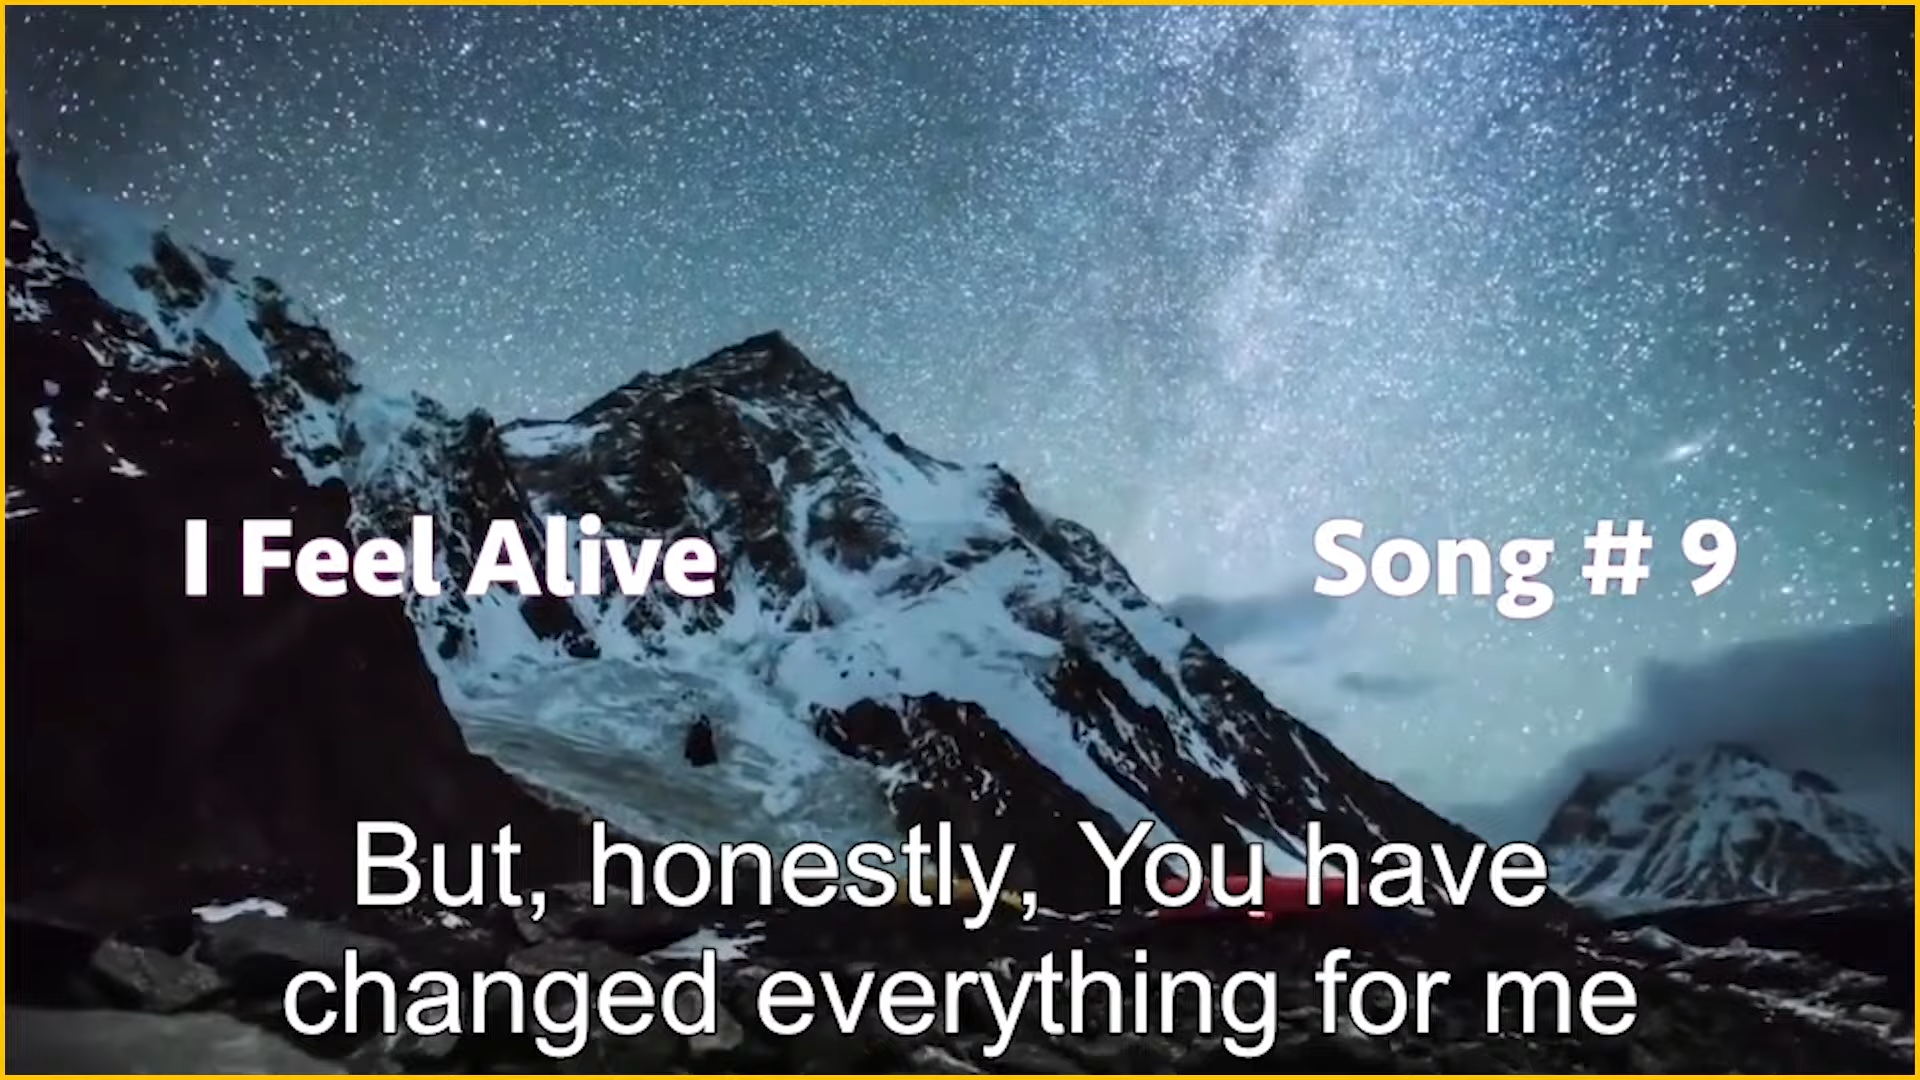 I Feel Alive
Song # 9
But, honestly, You have
changed everything for me